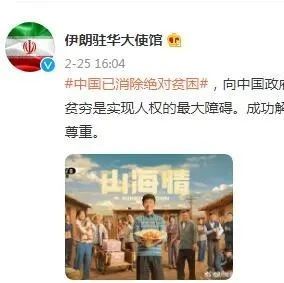 伊朗驻华大使馆
2-25 16:04
#中国已消除绝对贫困#，向中国政府
贫穷是实现人权的最大障碍。成功解
尊重。
山海情